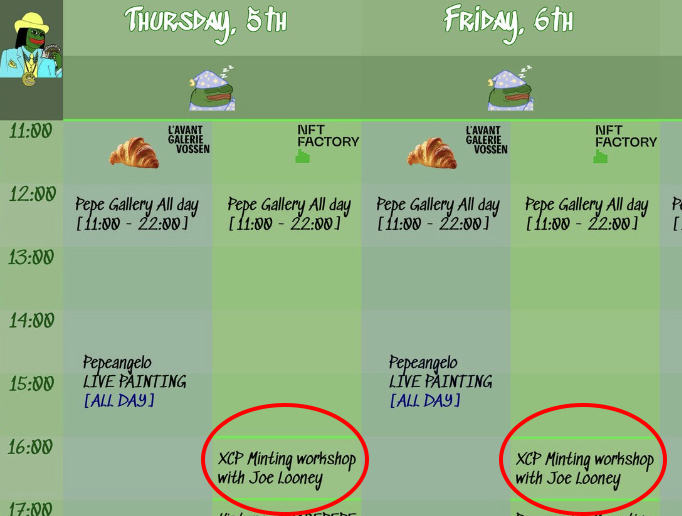 THURSDAY, 5TH
FRIDAY, 6TH
11:00
L'AVANT
GALERIE
VOSSEN
NFT
FACTORY
L'AVANT
GALERIE
VOSSEN
NFT
FACTORY
12:00
Pepe Gallery All day
[11:00 - 22:00]
Pepe Gallery All day
[11:00 - 22:00]
Pepe Gallery All day
[11:00 - 22:00]
Pepe Gallery All day
[11:00 - 22:00]
13:00
14:00
Pepeangelo
LIVE PAINTING
[ALL DAY]
Pepeangelo
LIVE PAINTING
[ALL DAY]
15:00
16:00
XCP Minting workshop
with Joe Looney
XCP Minting workshop
with Joe Looney
17:00